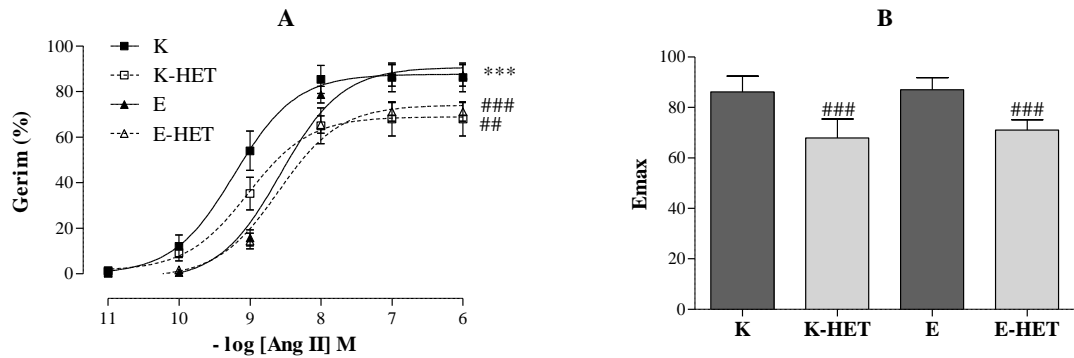 A
Gerim (%)
100
80
60
40
20
0
K
K-HET
E
E-HET
***
###
##
11 10 9 8 7 6
- log [Ang II] M
B
Emax
100
80
60
40
20
0
###
###
K K-HET E E-HET